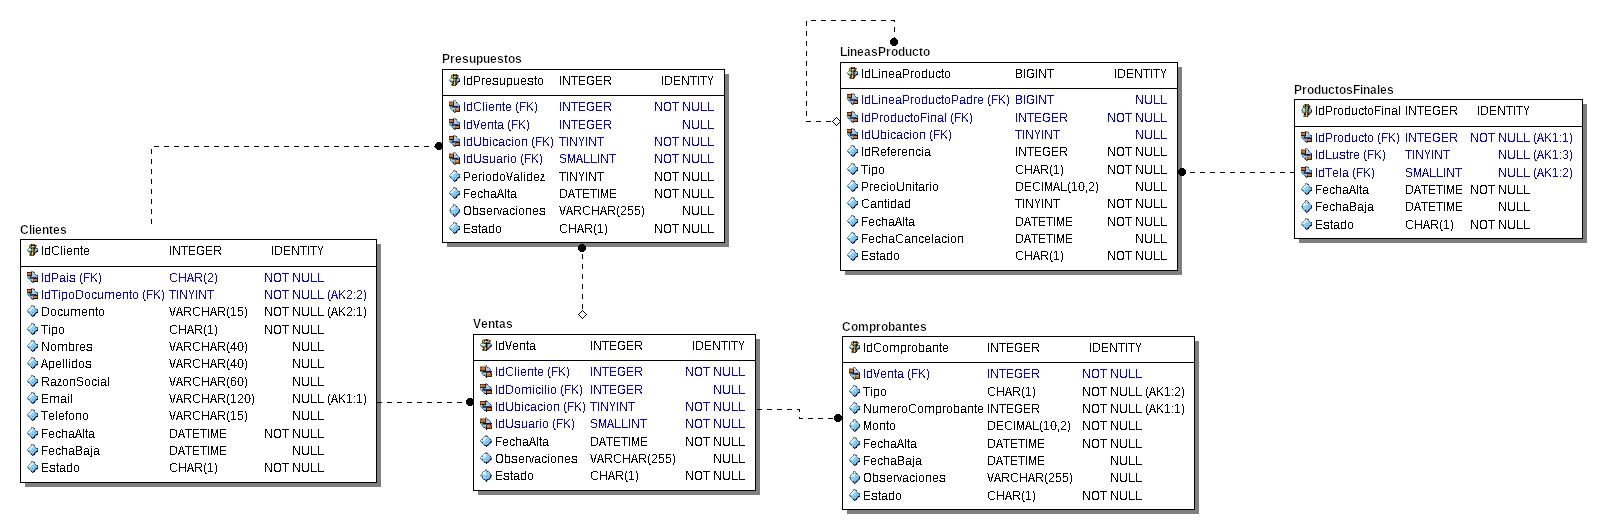 Presupuestos
IdPresupuesto INTEGER IDENTITY
IdCliente (FK) INTEGER NOT NULL
IdVenta (FK) INTEGER NULL
IdUbicacion (FK) TINYINT NOT NULL
IdUsuario (FK) SMALLINT NOT NULL
PeriodoValidez TINYINT NOT NULL
FechaAlta DATETIME NOT NULL
Observaciones VARCHAR(255) NULL
Estado CHAR(1) NOT NULL
LineasProducto
IdLineaProducto BIGINT IDENTITY
IdLineaProductoPadre (FK) BIGINT NULL
IdProductoFinal (FK) INTEGER NOT NULL
IdUbicacion (FK) TINYINT NULL
IdReferencia INTEGER NOT NULL
Tipo CHAR(1) NOT NULL
PrecioUnitario DECIMAL(10,2) NULL
Cantidad TINYINT NOT NULL
FechaAlta DATETIME NOT NULL
FechaCancelacion DATETIME NULL
Estado CHAR(1) NOT NULL
ProductosFinales
IdProductoFinal INTEGER IDENTITY
IdProducto (FK) INTEGER NOT NULL (AK1:1)
IdLustre (FK) TINYINT NULL (AK1:3)
IdTela (FK) SMALLINT NULL (AK1:2)
FechaAlta DATETIME NOT NULL
FechaBaja DATETIME NULL
Estado CHAR(1) NOT NULL
Clientes
IdCliente INTEGER IDENTITY
IdPais (FK) CHAR(2) NOT NULL
IdTipoDocumento (FK) TINYINT NOT NULL (AK2:2)
Documento VARCHAR(15) NOT NULL (AK2:1)
Tipo CHAR(1) NOT NULL
Nombres VARCHAR(40) NULL
Apellidos VARCHAR(40) NULL
RazonSocial VARCHAR(60) NULL
Email VARCHAR(120) NULL (AK1:1)
Telefono VARCHAR(15) NULL
FechaAlta DATETIME NOT NULL
FechaBaja DATETIME NULL
Estado CHAR(1) NOT NULL
Ventas
IdVenta INTEGER IDENTITY
IdCliente (FK) INTEGER NOT NULL
IdDomicilio (FK) INTEGER NULL
IdUbicacion (FK) TINYINT NOT NULL
IdUsuario (FK) SMALLINT NOT NULL
FechaAlta DATETIME NOT NULL
Observaciones VARCHAR(255) NULL
Estado CHAR(1) NOT NULL
Comprobantes
IdComprobante INTEGER IDENTITY
IdVenta (FK) INTEGER NOT NULL
Tipo CHAR(1) NOT NULL (AK1:2)
NumeroComprobante INTEGER NOT NULL (AK1:1)
Monto DECIMAL(10,2) NOT NULL
FechaAlta DATETIME NOT NULL
FechaBaja DATETIME NULL
Observaciones VARCHAR(255) NULL
Estado CHAR(1) NOT NULL